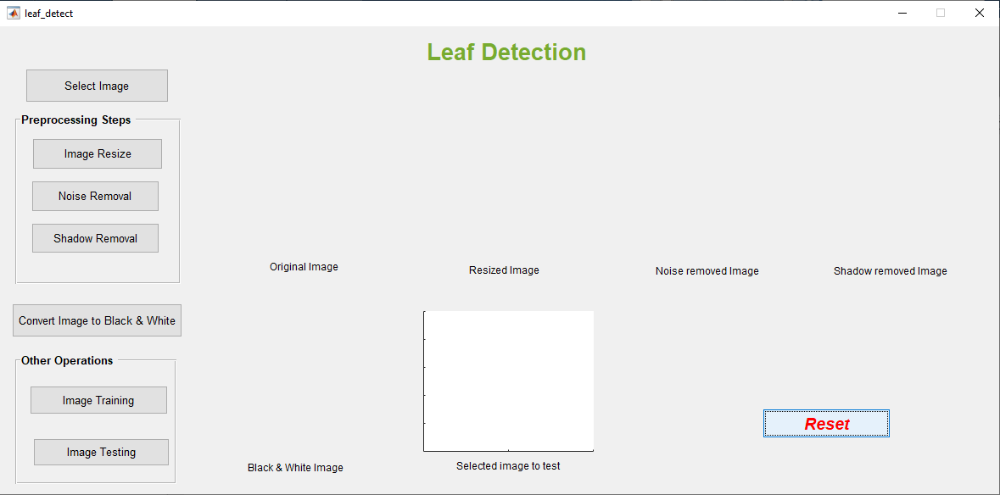 leaf_detect
Leaf Detection
Select Image
Preprocessing Steps
Image Resize
Noise Removal
Shadow Removal
Original Image
Resized Image
Noise removed Image
Shadow removed Image
Convert Image to Black & White
Other Operations
Image Training
Image Testing
Reset
Black & White Image
Selected image to test